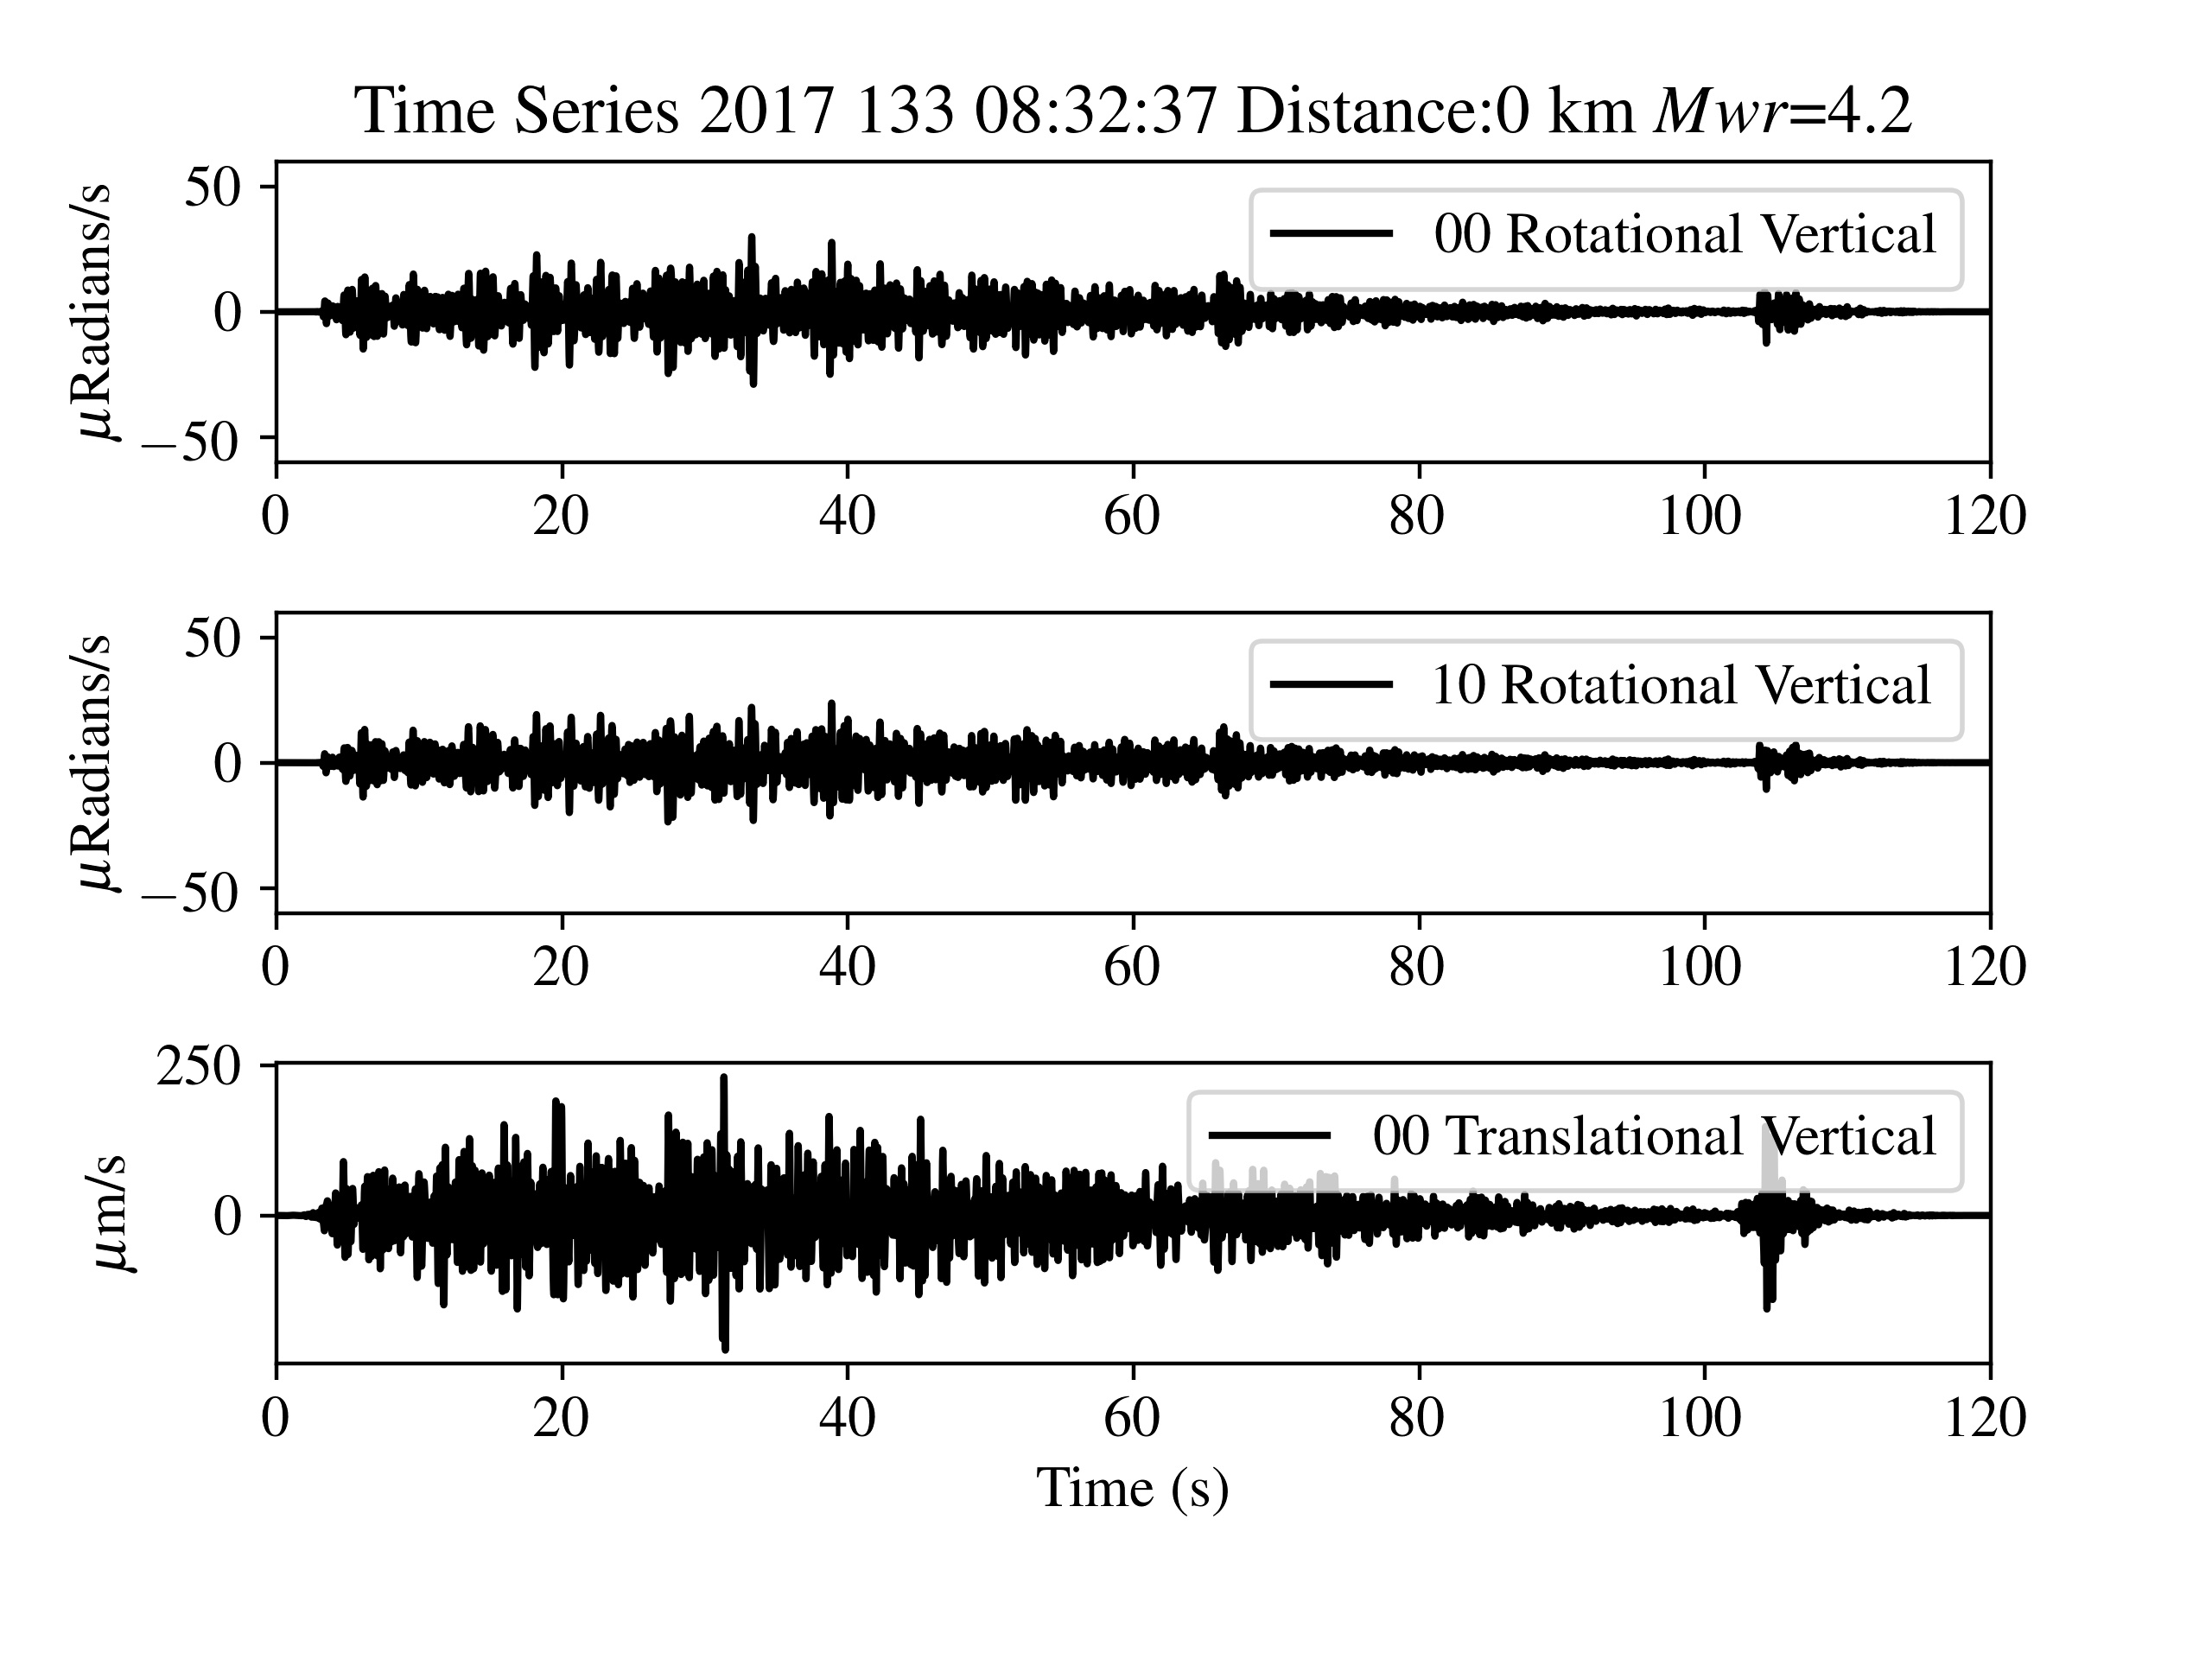 Time Series 2017 133 08:32:37 Distance:0 km Mwr=4.2
µRadians/s
50
0
−50
00 Rotational Vertical
0 20 40 60 80 100 120
µRadians/s
50
0
−50
10 Rotational Vertical
0 20 40 60 80 100 120
µm/s
250
0
00 Translational Vertical
0 20 40 60 80 100 120
Time (s)